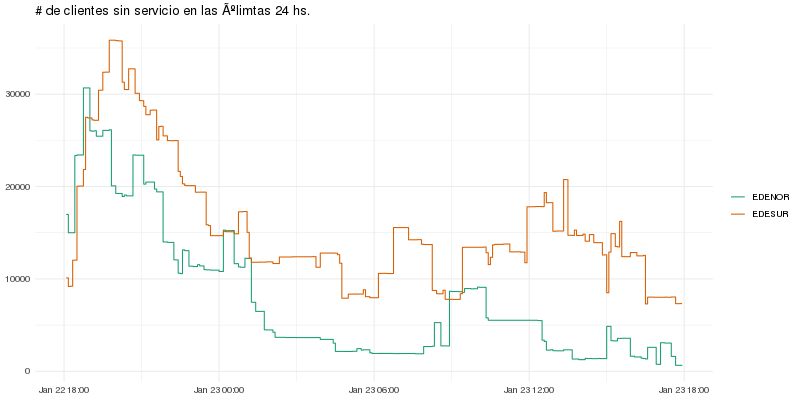 # de clientes sin servicio en las Ãºlimtas 24 hs.
30000
20000
10000
0
Jan 22 18:00
Jan 23 00:00
Jan 23 06:00
Jan 23 12:00
Jan 23 18:00
EDENOR
EDESUR